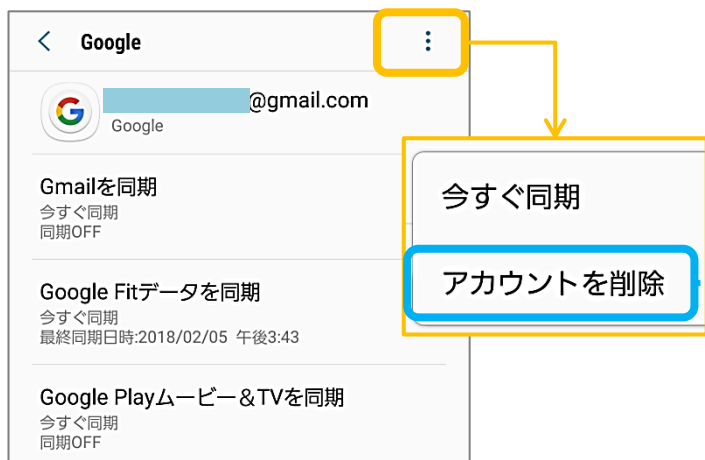 Google
@gmail.com
Google
Gmailを同期
今すぐ同期
同期OFF
Google Fitデータを同期
今すぐ同期
最終同期日時:2018/02/05 午後3:43
Google Playムービー＆TVを同期
今すぐ同期
同期OFF
今すぐ同期
アカウントを削除